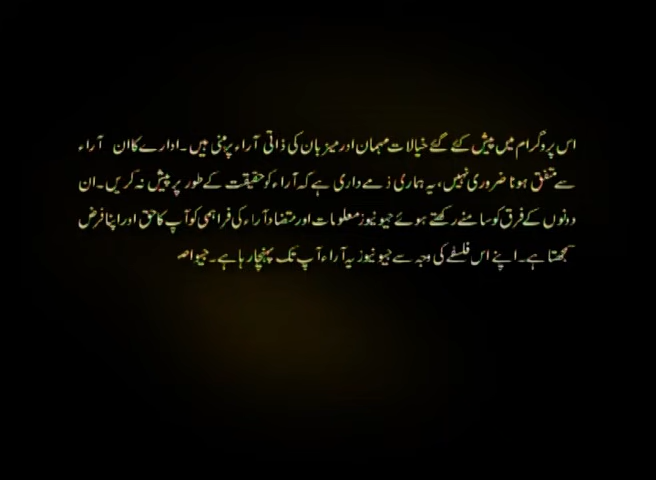 اس پروگرام میں پیش کئے گئے خیالات مہمان اور میزبان کی ذاتی آراء پر مبنی ہیں۔ ادارے کا ان آراء
سے متفق ہونا ضروری نہیں، یہ ہماری ذمے داری ہے کہ آراء کو حقیقت کے طور پر پیش نہ کریں۔ ان
دونوں کے فرق کو سامنے رکھتے ہوئے جیو نیوز معلومات اور متضاد آراء کی فراہمی کو آپ کا حق اور اپنا فرض
سمجھتا ہے۔ اپنے اس فلسفے کی وجہ سے جیو نیوز یہ آراء آپ تک پہنچا رہا ہے۔ جیو